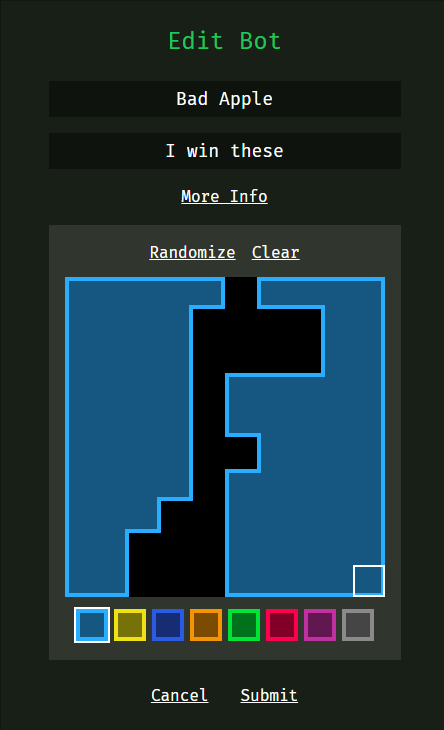 Edit Bot
Bad Apple
I win these
More Info
Randomize Clear
Cancel Submit